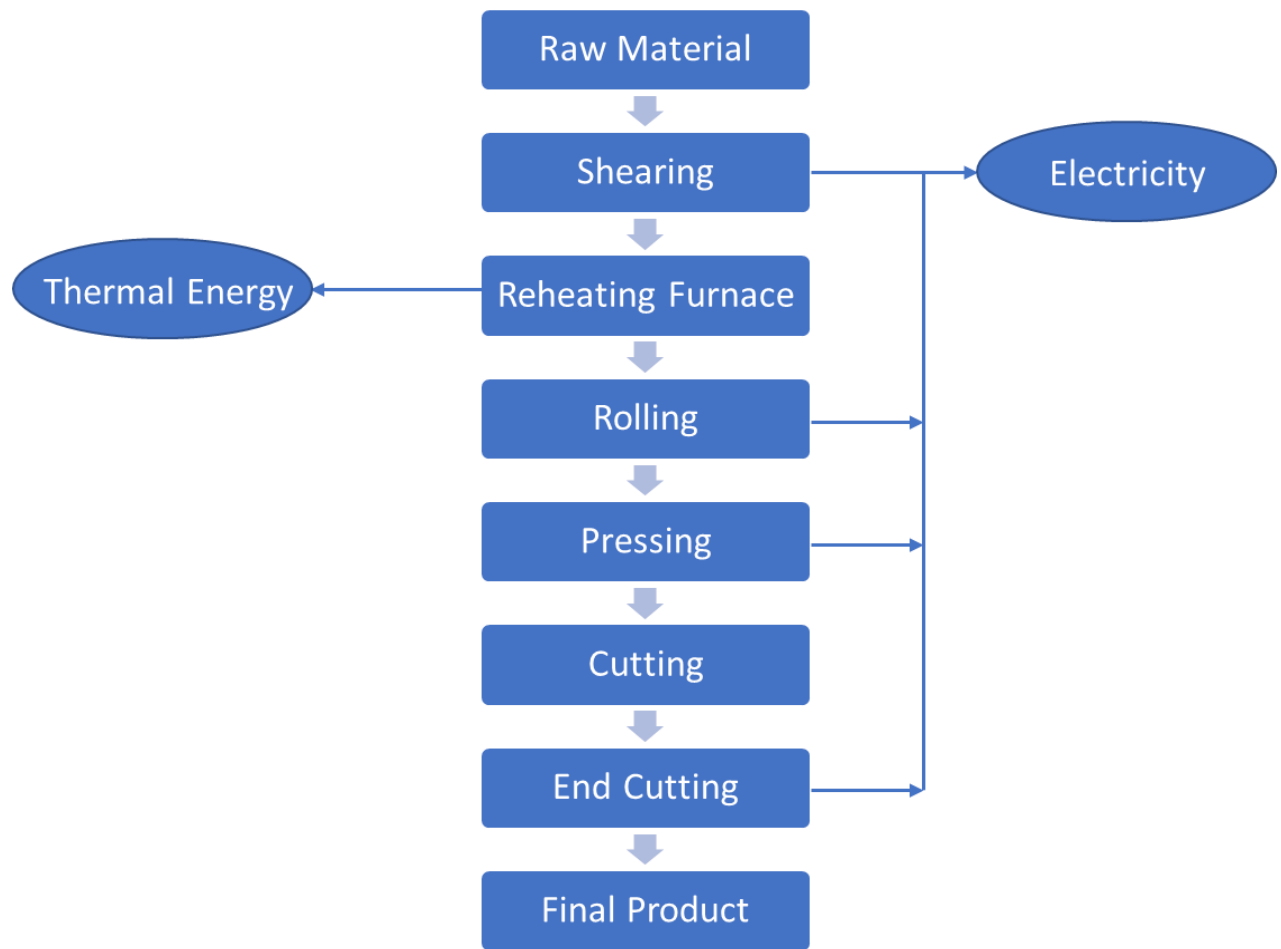 Raw Material
Shearing
Electricity
Thermal Energy
Reheating Furnace
Rolling
Pressing
Cutting
End Cutting
Final Product